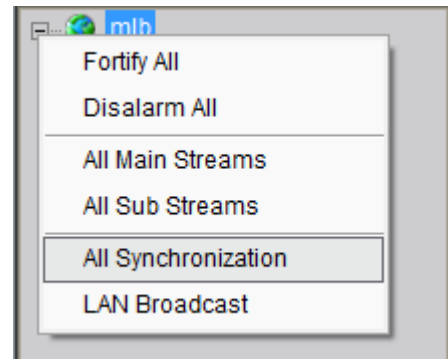 mlb
Fortify All
Disalarm All
All Main Streams
All Sub Streams
All Synchronization
LAN Broadcast